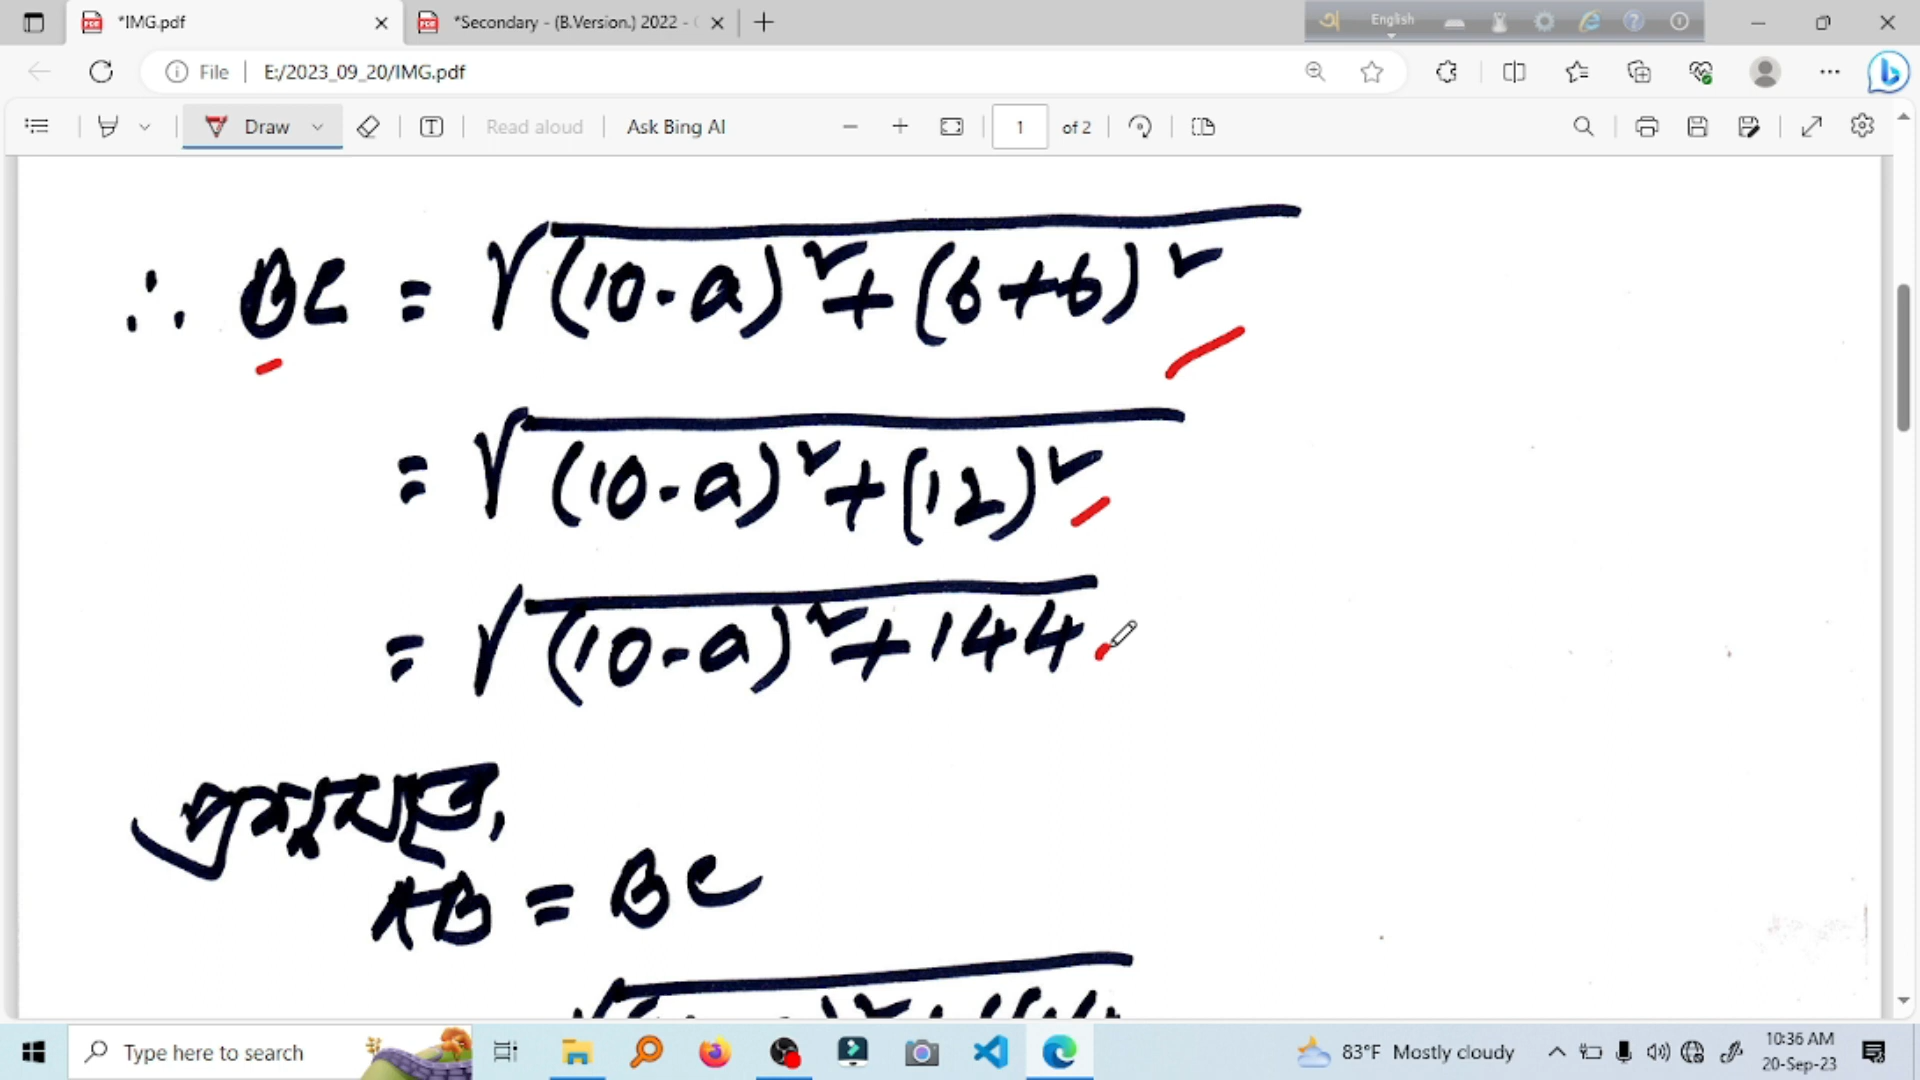 *IMG.pdf
*Secondary - (B.Version.) 2022 -
English
File
E:/2023_09_20/IMG.pdf
Draw
Read aloud
Ask Bing AI
1
of 2
∴ BC = √(10-a)² + (6+6)²
= √(10-a)² + (12)²
= √(10-a)² + 144
প্রশ্নমতে,
AB = BC
Type here to search
83°F Mostly cloudy
10:36 AM
20-Sep-23